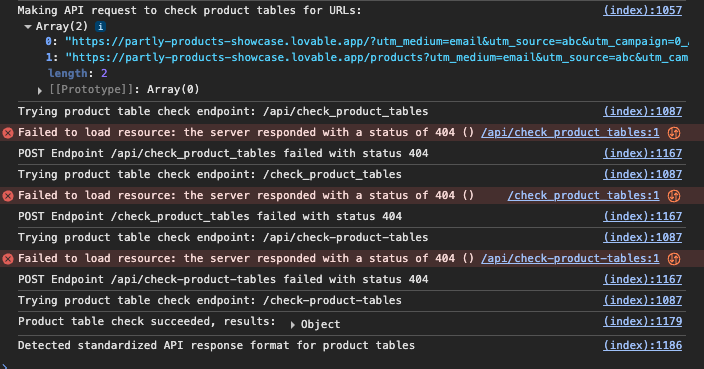 Making API request to check product tables for URLs: (index):1057
Array(2) i
0: "https://partly-products-showcase.lovable.app/?utm_medium=email&utm_source=abc&utm_campaign=0_
1: "https://partly-products-showcase.lovable.app/products?utm_medium=email&utm_source=abc&utm_cam
length: 2
[[Prototype]]: Array(0)
Trying product table check endpoint: /api/check_product_tables (index):1087
Failed to load resource: the server responded with a status of 404 () /api/check_product_tables:1
POST Endpoint /api/check_product_tables failed with status 404 (index):1167
Trying product table check endpoint: /check_product_tables (index):1087
Failed to load resource: the server responded with a status of 404 () /check_product_tables:1
POST Endpoint /check_product_tables failed with status 404 (index):1167
Trying product table check endpoint: /api/check-product-tables (index):1087
Failed to load resource: the server responded with a status of 404 () /api/check-product-tables:1
POST Endpoint /api/check-product-tables failed with status 404 (index):1167
Trying product table check endpoint: /check-product-tables (index):1087
Product table check succeeded, results: Object (index):1179
Detected standardized API response format for product tables (index):1186